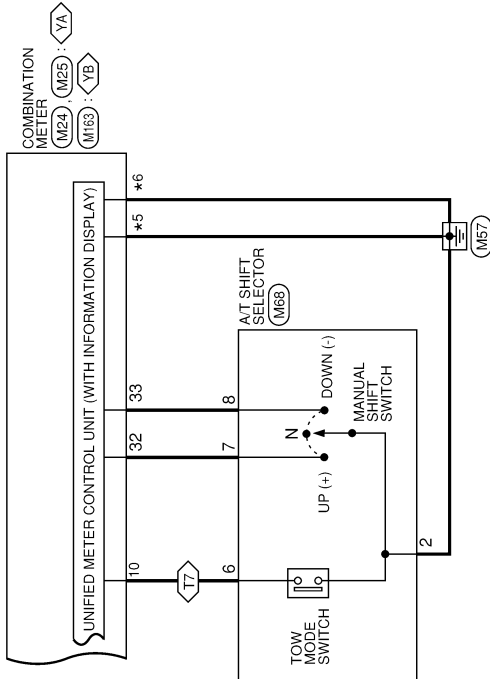 COMBINATION
METER
M24 , M25 : YA
M163 : YB
UNIFIED METER CONTROL UNIT (WITH INFORMATION DISPLAY)
10
32
33
*5
*6
T7
A/T SHIFT
SELECTOR
M68
6
7
8
TOW
MODE
SWITCH
UP (+)
N
DOWN (-)
MANUAL
SHIFT
SWITCH
2
M57